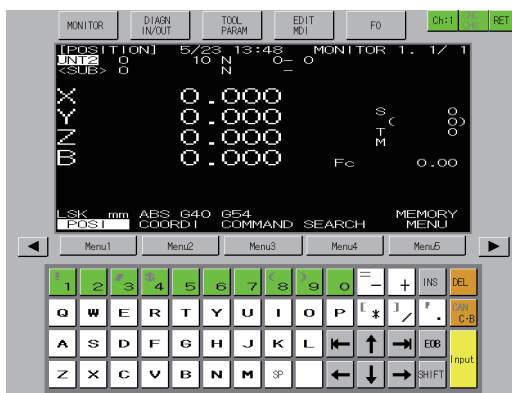 MONITOR DIAGN IN/OUT TOOL PARAM EDIT MDI FO Ch:1 CNC CH1 RET
[POSITION] 5/23 13:48 MONITOR 1. 1/ 1
UNT2 O 10 N 0- 0
<SUB> O N -
X 0.000
Y 0.000 S 0
( 0)
Z 0.000 T 0
M
B 0.000 Fc 0.00
LSK mm ABS G40 G54 MEMORY
POSI COORDI COMMAND SEARCH MENU
◀ Menu1 Menu2 Menu3 Menu4 Menu5 ▶
! 1 2 # 3 $ 4 5 6 7 ( 8 ) 9 0 = - + INS DEL
Q W E R T Y U I O P [ * ] / ' . CAN C·B
A S D F G H J K L ⇤ ↑ ⇥ EOB Input
Z X C V B N M SP ← ↓ → SHIFT